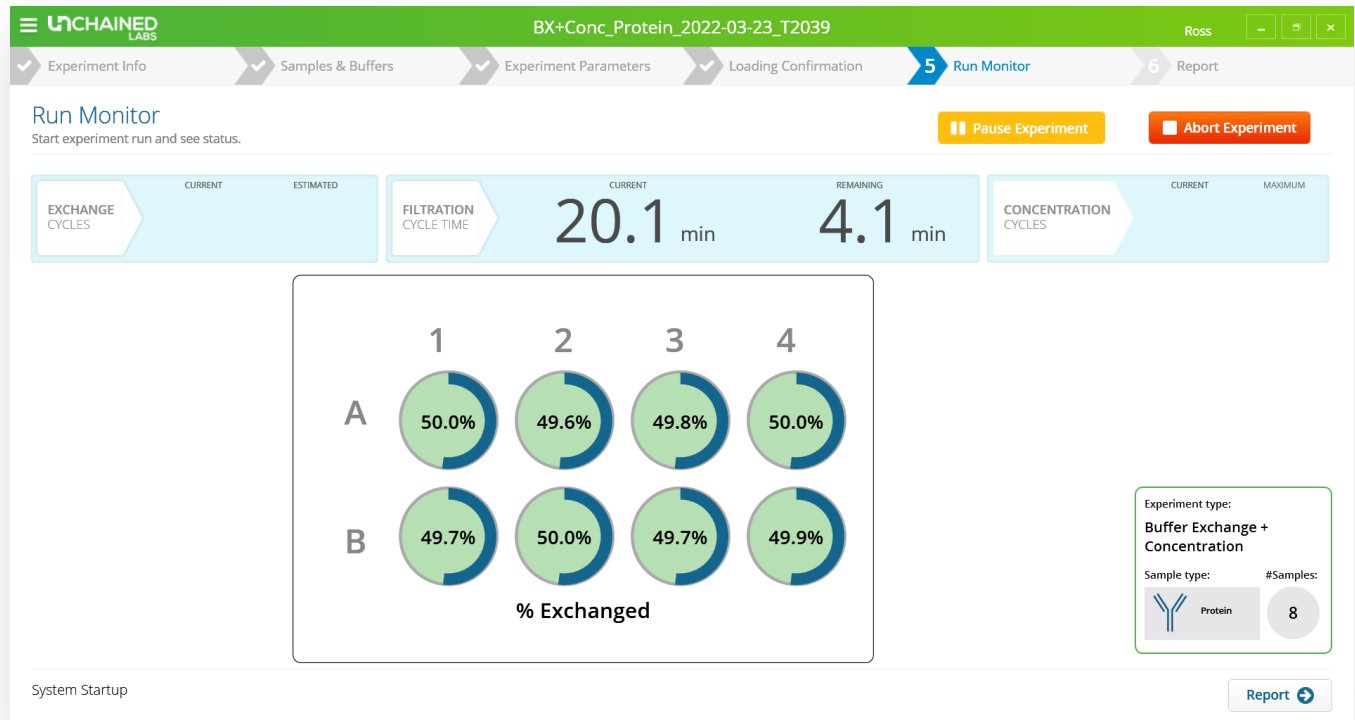 UNCHAINED LABS
BX+Conc_Protein_2022-03-23_T2039
Ross
Experiment Info
Samples & Buffers
Experiment Parameters
Loading Confirmation
5 Run Monitor
6 Report
Run Monitor
Start experiment run and see status.
Pause Experiment
Abort Experiment
EXCHANGE
CYCLES
CURRENT ESTIMATED
FILTRATION
CYCLE TIME
CURRENT REMAINING
20.1 min 4.1 min
CONCENTRATION
CYCLES
CURRENT MAXIMUM
1 2 3 4
A 50.0% 49.6% 49.8% 50.0%
B 49.7% 50.0% 49.7% 49.9%
% Exchanged
Experiment type:
Buffer Exchange +
Concentration
Sample type: #Samples:
Protein 8
System Startup
Report